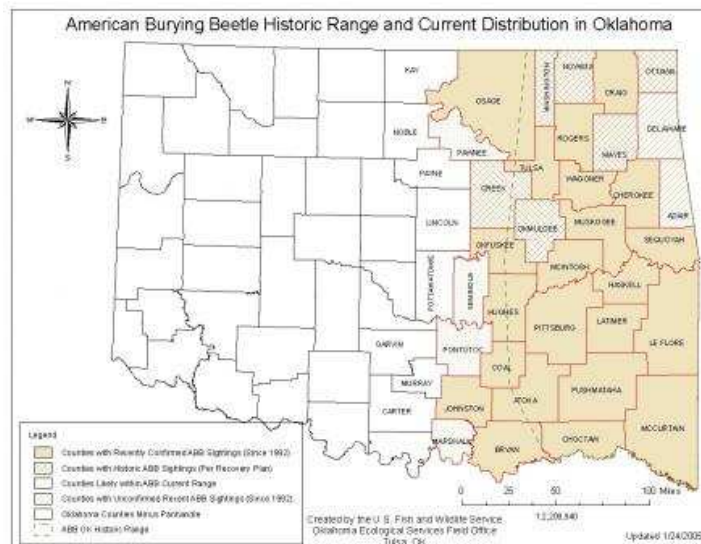 American Burying Beetle Historic Range and Current Distribution in Oklahoma
N
W
S
KAY
OSAGE
WASHINGTON
NOWATA
CRAIG
OTTAWA
NOBLE
PAWNEE
ROGERS
MAYES
DELAWARE
PAYNE
TULSA
CREEK
WAGONER
CHEROKEE
ADAIR
LINCOLN
OKMULGEE
MUSKOGEE
OKFUSKEE
SEQUOYAH
MCINTOSH
POTTAWATOMIE
SEMINOLE
HUGHES
HASKELL
PITTSBURG
LATIMER
LE FLORE
GARVIN
PONTOTOC
COAL
MURRAY
PUSHMATAHA
CARTER
JOHNSTON
ATOKA
MCCURTAIN
MARSHALL
BRYAN
CHOCTAW
Legend
Counties with Recently Confirmed ABB Sightings (Since 1992)
Counties with Historic ABB Sightings (Per Recovery Plan)
Counties Likely within ABB Current Range
Counties with Unconfirmed Recent ABB Sightings (Since 1992)
Oklahoma Counties Minus Panhandle
ABB OK Historic Range
0 25 50 100 Miles
Created by the U. S. Fish and Wildlife Service
Oklahoma Ecological Services Field Office
Tulsa, OK
Updated 1/24/2005